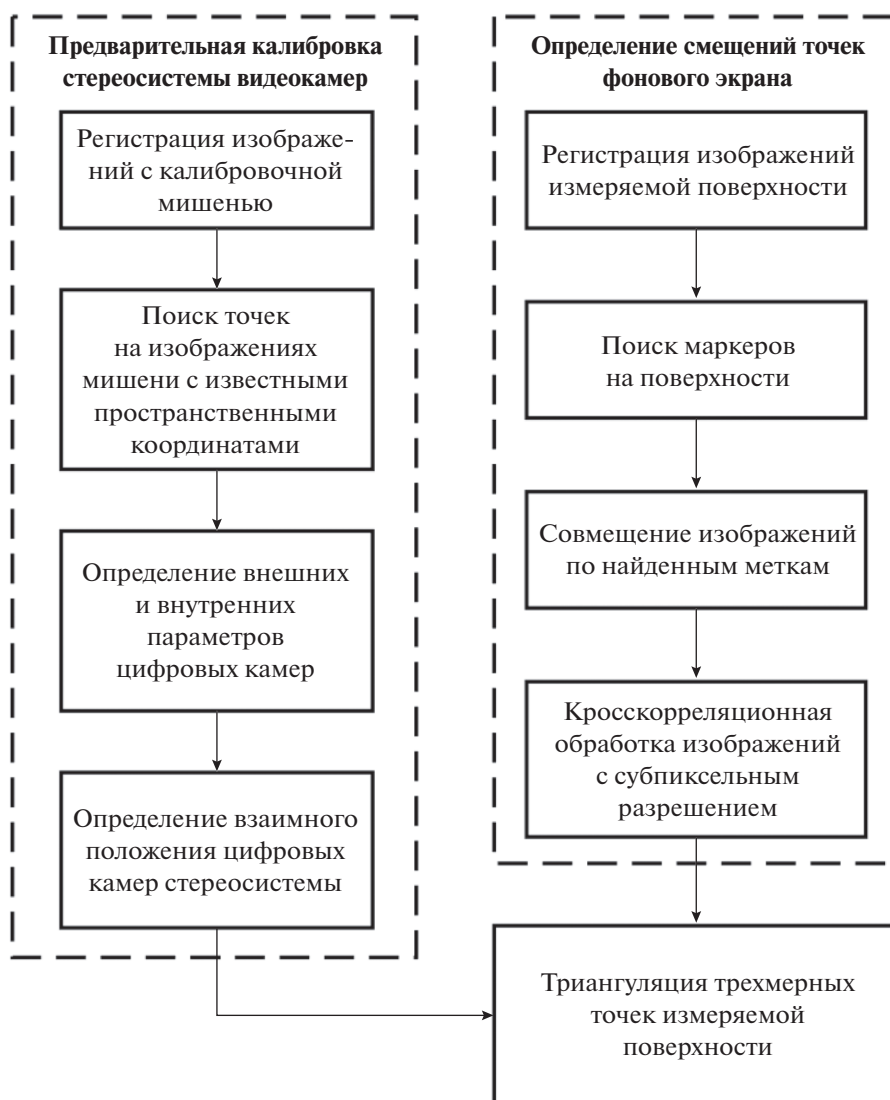 Предварительная калибровка
стереосистемы видеокамер
Регистрация изображе-
ний с калибровочной
мишенью
Поиск точек
на изображениях
мишени с известными
пространственными
координатами
Определение внешних
и внутренних
параметров
цифровых камер
Определение взаимного
положения цифровых
камер стереосистемы
Определение смещений точек
фонового экрана
Регистрация изображений
измеряемой поверхности
Поиск маркеров
на поверхности
Совмещение изображений
по найденным меткам
Кросскорреляционная
обработка изображений
с субпиксельным
разрешением
Триангуляция трехмерных
точек измеряемой
поверхности